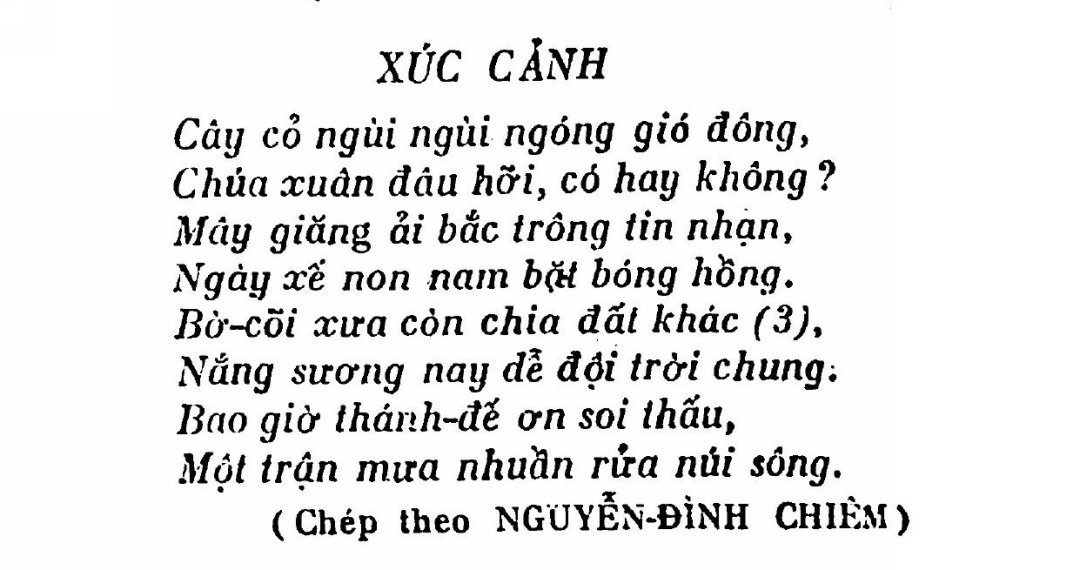 XÚC CẢNH
Cây cỏ ngùi ngùi ngóng gió đông,
Chúa xuân đâu hỡi, có hay không ?
Mây giăng ải bắc trông tin nhạn,
Ngày xế non nam bặt bóng hồng.
Bờ-cõi xưa còn chia đất khác (3),
Nắng sương nay dễ đội trời chung.
Bao giờ thánh-đế ơn soi thấu,
Một trận mưa nhuần rửa núi sông.
( Chép theo NGUYỄN-ĐÌNH CHIÊM )